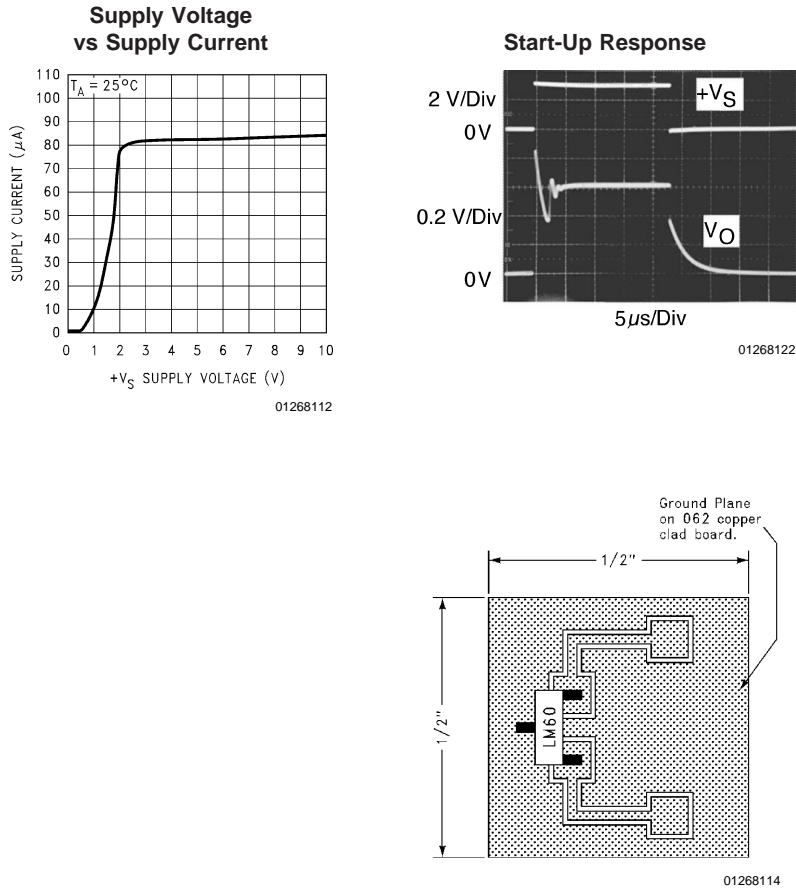 Supply Voltage
vs Supply Current
110
T_A = 25°C
100
90
80
70
60
50
40
30
20
10
0
SUPPLY CURRENT (μA)
0 1 2 3 4 5 6 7 8 9 10
+V_S SUPPLY VOLTAGE (V)
01268112
Start-Up Response
2 V/Div
+V_S
0V
0.2 V/Div
V_O
0V
5μs/Div
01268122
Ground Plane
on 062 copper
clad board.
1/2"
1/2"
LM60
01268114